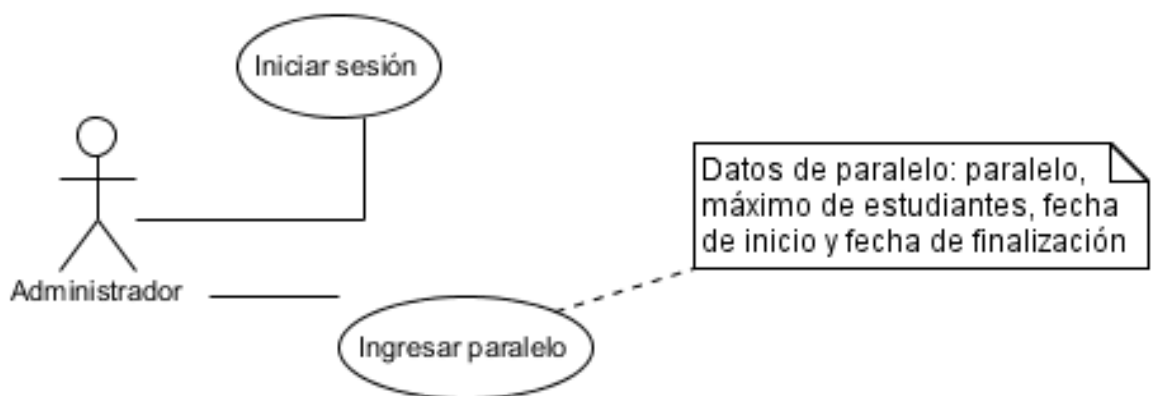 Iniciar sesión
Datos de paralelo: paralelo,
máximo de estudiantes, fecha
de inicio y fecha de finalización
Administrador
Ingresar paralelo